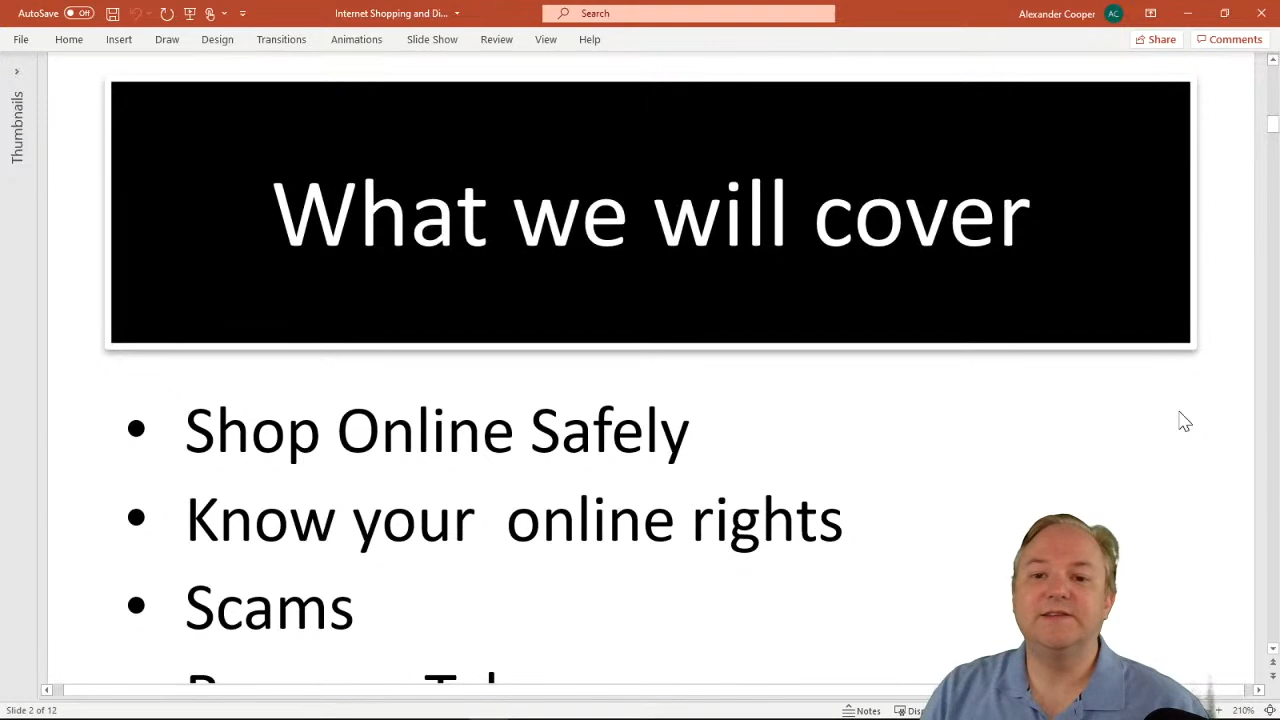 AutoSave Off Internet Shopping and Di... Search Alexander Cooper AC
File Home Insert Draw Design Transitions Animations Slide Show Review View Help Share Comments
Thumbnails
What we will cover
• Shop Online Safely
• Know your online rights
• Scams
Slide 2 of 12 Notes 210%